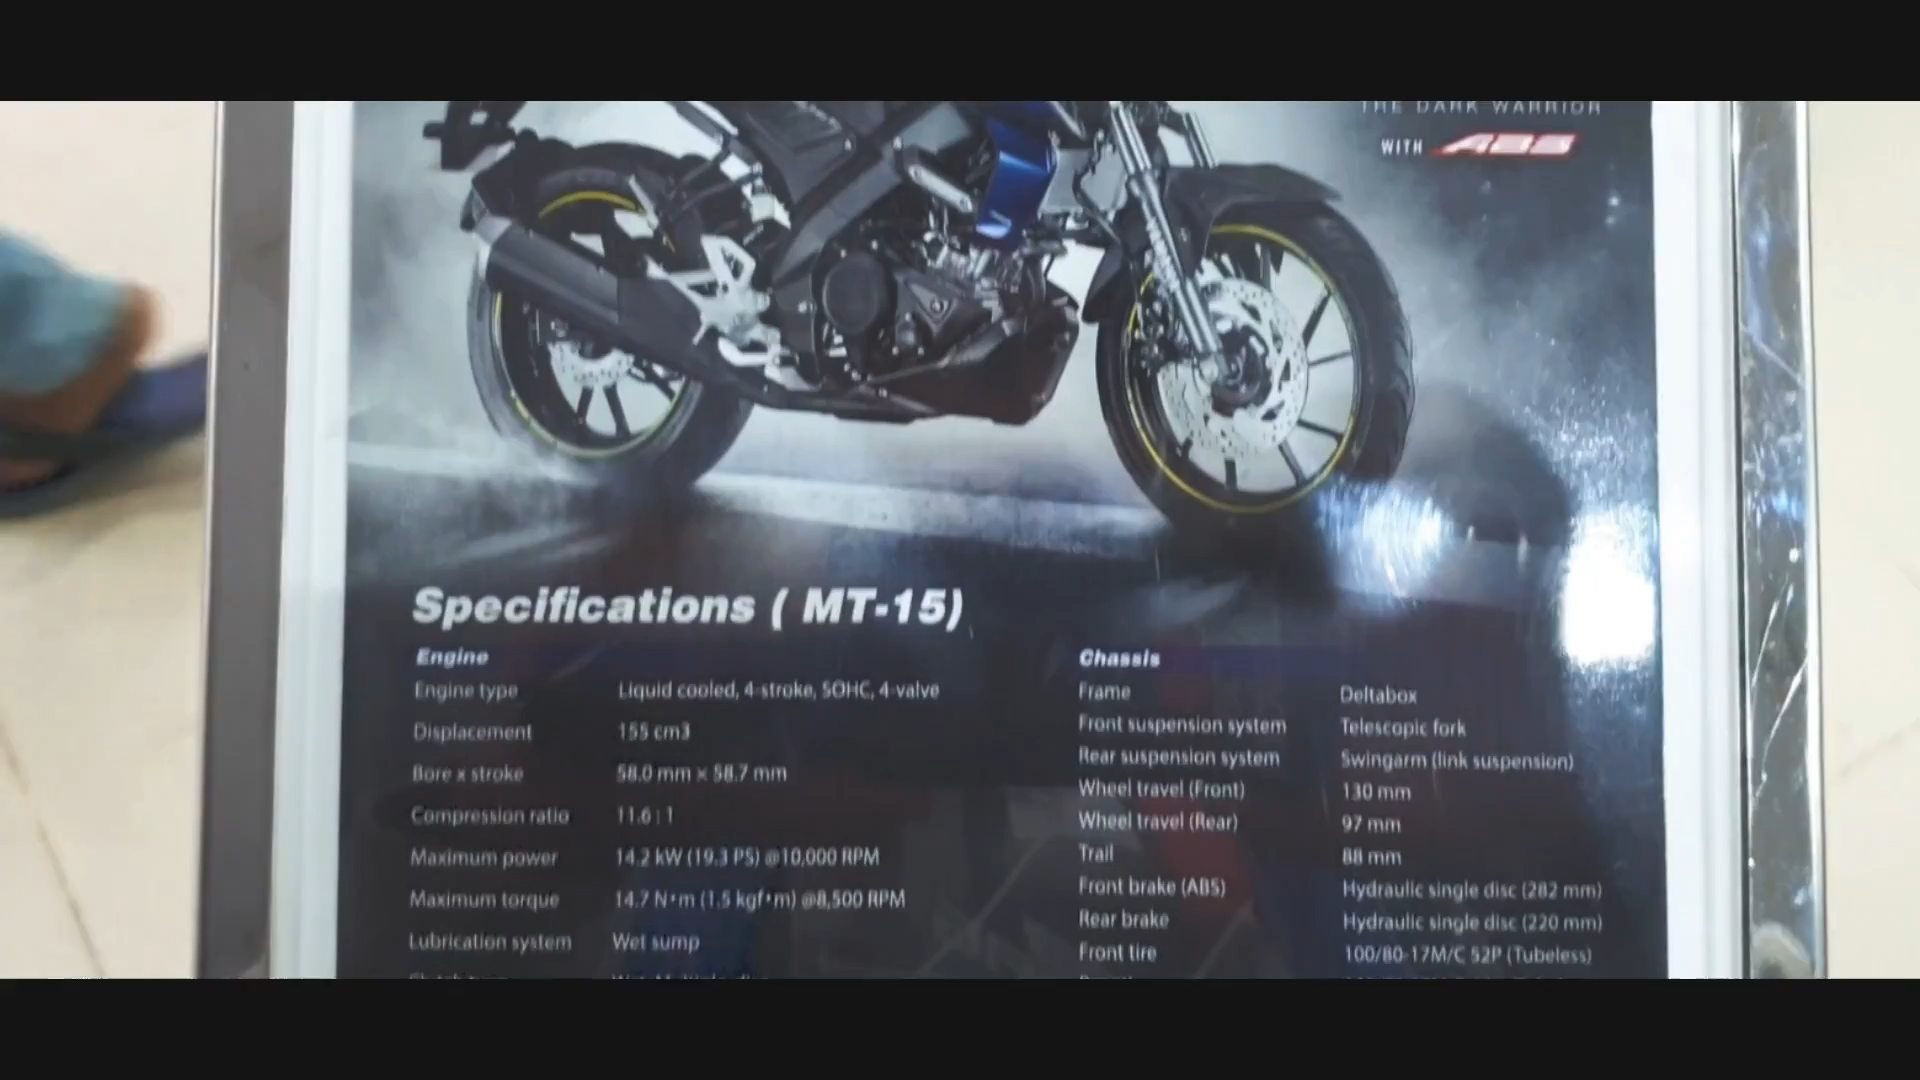 THE DARK WARRIOR
WITH ABS
Specifications ( MT-15)
Engine
Engine type Liquid cooled, 4-stroke, SOHC, 4-valve
Displacement 155 cm3
Bore x stroke 58.0 mm × 58.7 mm
Compression ratio 11.6 : 1
Maximum power 14.2 kW (19.3 PS) @10,000 RPM
Maximum torque 14.7 N•m (1.5 kgf•m) @8,500 RPM
Lubrication system Wet sump
Chassis
Frame Deltabox
Front suspension system Telescopic fork
Rear suspension system Swingarm (link suspension)
Wheel travel (Front) 130 mm
Wheel travel (Rear) 97 mm
Trail 88 mm
Front brake (ABS) Hydraulic single disc (282 mm)
Rear brake Hydraulic single disc (220 mm)
Front tire 100/80-17M/C 52P (Tubeless)